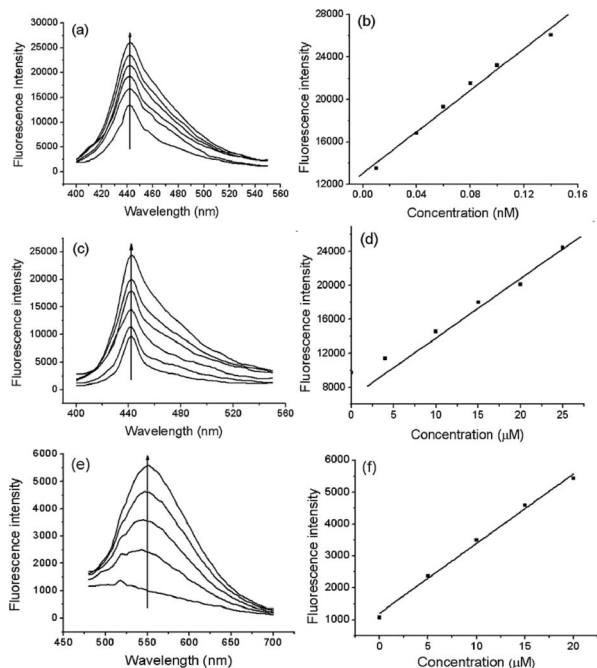 (a)
Fluorescence Intensity
30000
25000
20000
15000
10000
5000
0
400 420 440 460 480 500 520 540 560
Wavelength (nm)
(b)
Fluorescence Intensity
28000
24000
20000
16000
12000
0.00 0.04 0.08 0.12 0.16
Concentration (nM)
(c)
Fluorescence intensity
25000
20000
15000
10000
5000
0
400 440 480 520 560
Wavelength (nm)
(d)
Fluorescence intensity
24000
20000
16000
12000
8000
0 5 10 15 20 25
Concentration (μM)
(e)
Fluorescence intensity
6000
5000
4000
3000
2000
1000
0
450 500 550 600 650 700
Wavelength (nm)
(f)
Fluorescence intensity
6000
5000
4000
3000
2000
1000
0 5 10 15 20
Concentration (μM)